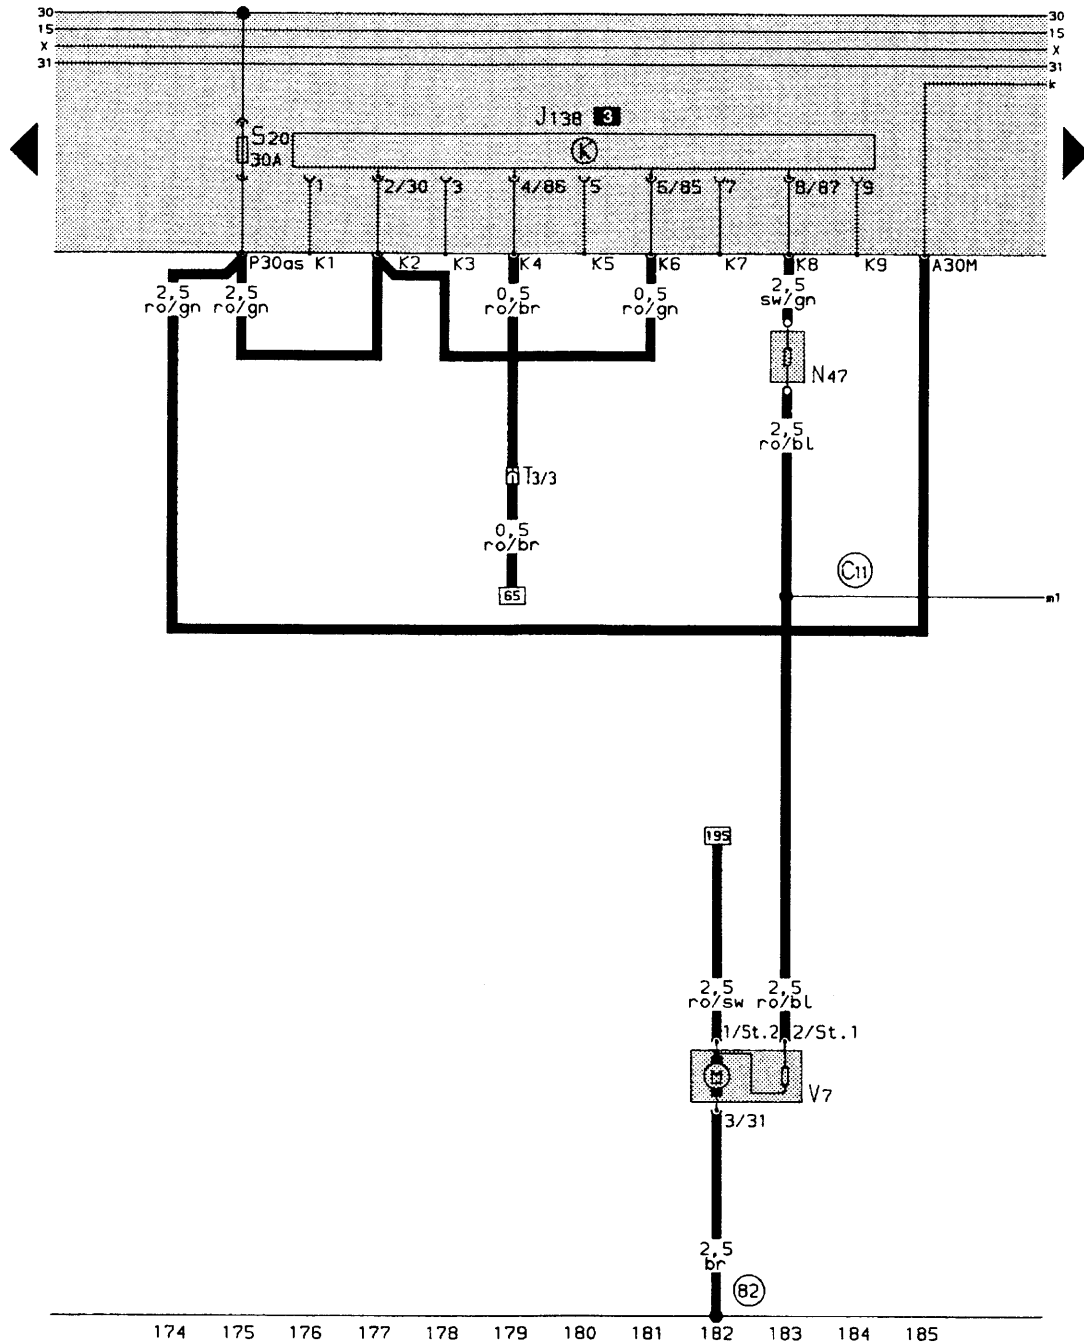 30 30
15 15
X X
31 31
k
J138 3
S20
30A
K
1 2/30 3 4/86 5 6/85 7 8/87 9
P30as K1 K2 K3 K4 K5 K6 K7 K8 K9 A30M
2,5 2,5 0,5 0,5 2,5
ro/gn ro/gn ro/br ro/gn sw/gn
N47
2,5
ro/bl
T3/3
0,5
ro/br
C11
65
m1
195
2,5 2,5
ro/sw ro/bl
1/St.2 2/St.1
M
V7
3/31
2,5
br
82
174 175 176 177 178 179 180 181 182 183 184 185